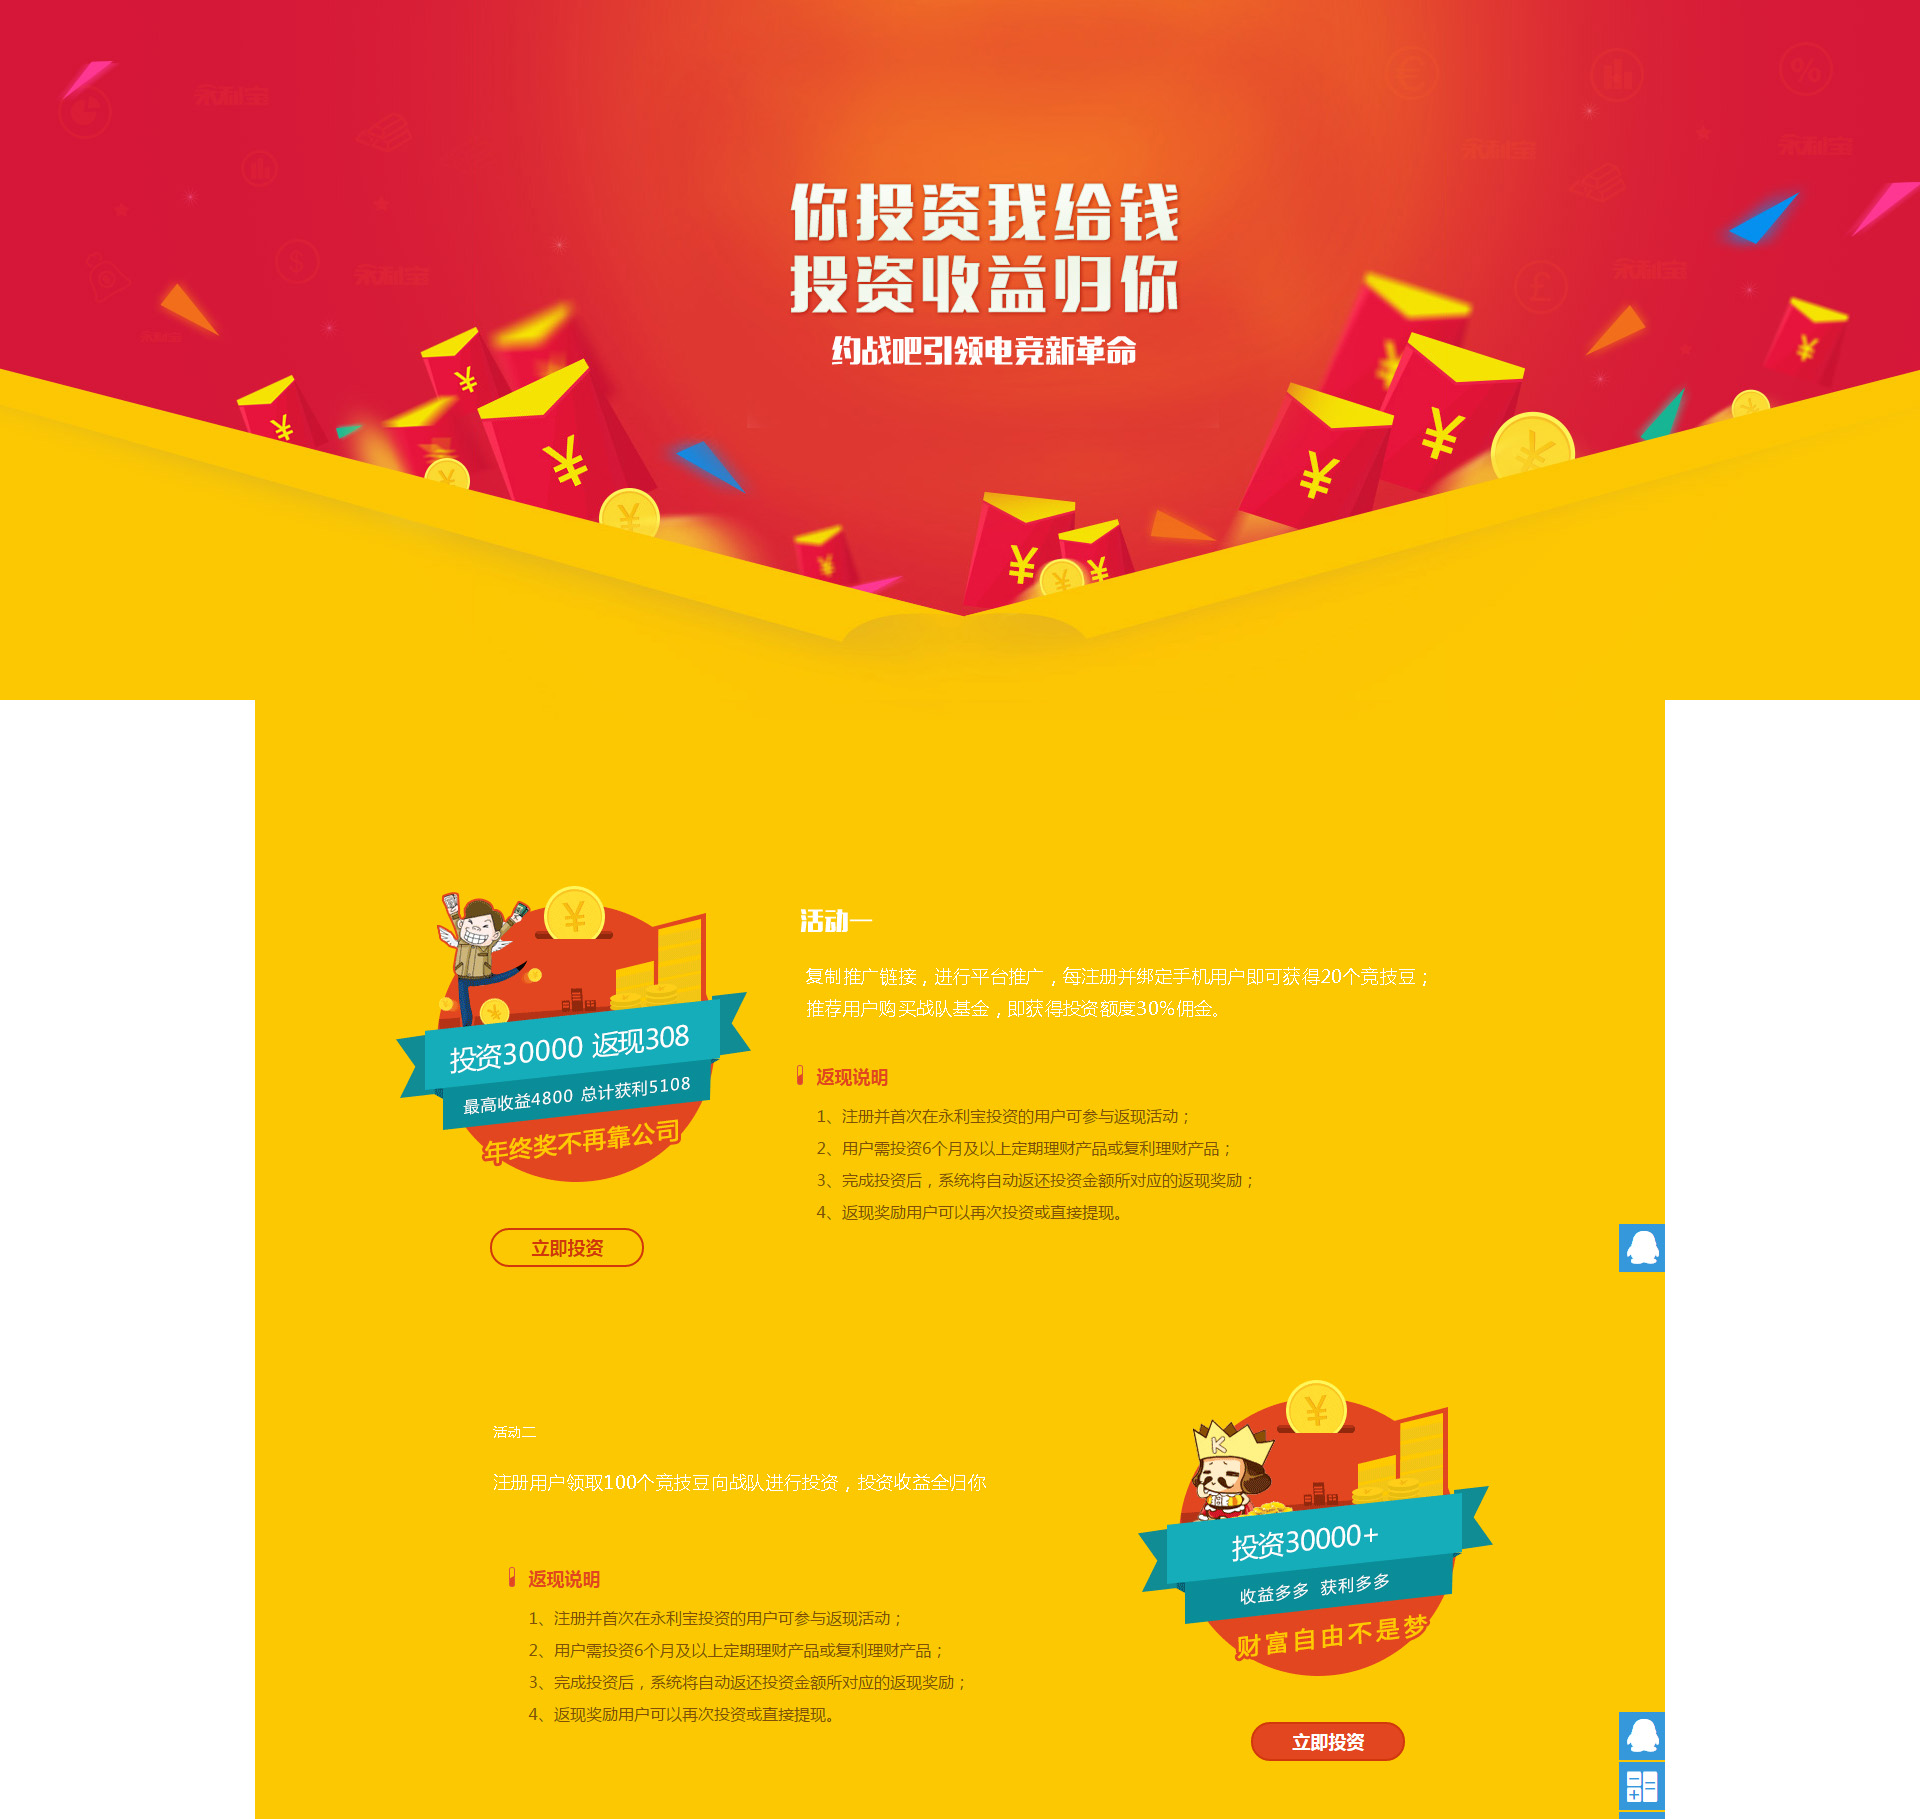 你投资我给钱
投资收益归你
约战吧引领电竞新革命
活动一
复制推广链接，进行平台推广，每注册并绑定手机用户即可获得20个竞技豆；
推荐用户购买战队基金，即获得投资额度30%佣金。
投资30000 返现308
最高收益4800 总计获利5108
年终奖不再靠公司
立即投资
返现说明
1、注册并首次在永利宝投资的用户可参与返现活动；
2、用户需投资6个月及以上定期理财产品或复利理财产品；
3、完成投资后，系统将自动返还投资金额所对应的返现奖励；
4、返现奖励用户可以再次投资或直接提现。
活动二
注册用户领取100个竞技豆向战队进行投资，投资收益全归你
返现说明
1、注册并首次在永利宝投资的用户可参与返现活动；
2、用户需投资6个月及以上定期理财产品或复利理财产品；
3、完成投资后，系统将自动返还投资金额所对应的返现奖励；
4、返现奖励用户可以再次投资或直接提现。
K
投资30000+
收益多多 获利多多
财富自由不是梦
立即投资